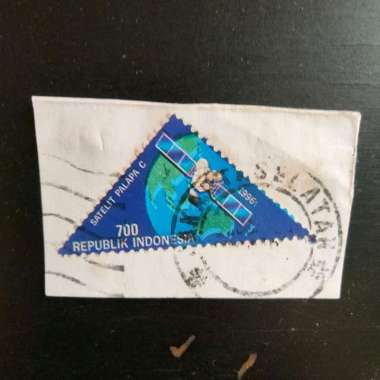 SATELIT PALAPA C
1996
700
REPUBLIK INDONESIA
SELATAN